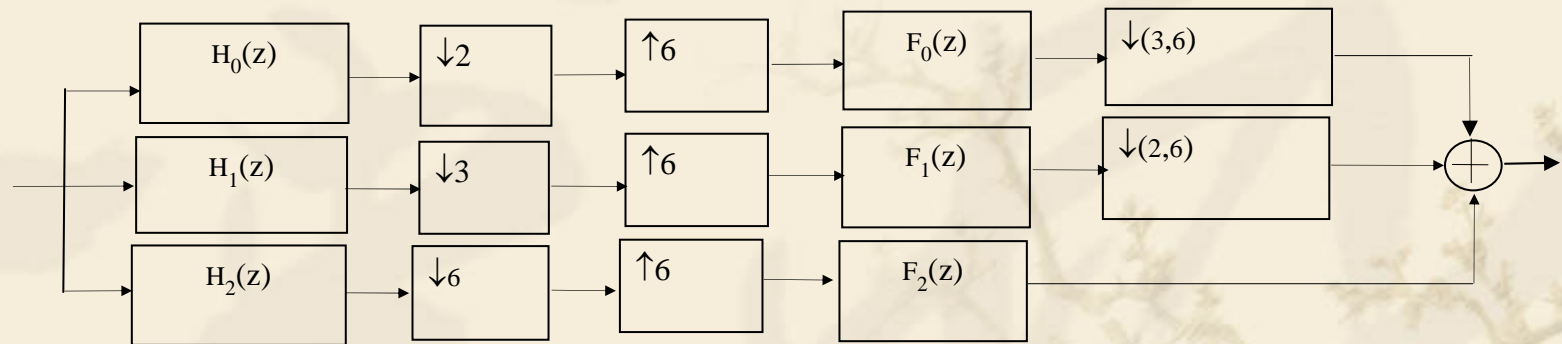 H₀(z) ↓2 ↑6 F₀(z) ↓(3,6)
H₁(z) ↓3 ↑6 F₁(z) ↓(2,6)
H₂(z) ↓6 ↑6 F₂(z)